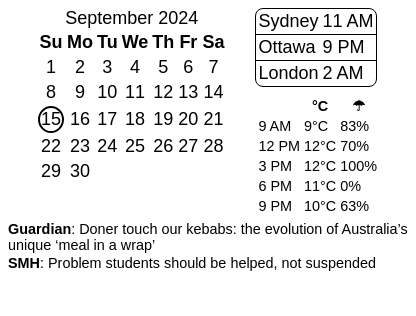 September 2024
Su Mo Tu We Th Fr Sa
1 2 3 4 5 6 7
8 9 10 11 12 13 14
15 16 17 18 19 20 21
22 23 24 25 26 27 28
29 30
Sydney 11 AM
Ottawa 9 PM
London 2 AM
°C ☂
9 AM 9°C 83%
12 PM 12°C 70%
3 PM 12°C 100%
6 PM 11°C 0%
9 PM 10°C 63%
Guardian: Doner touch our kebabs: the evolution of Australia’s
unique ‘meal in a wrap’
SMH: Problem students should be helped, not suspended